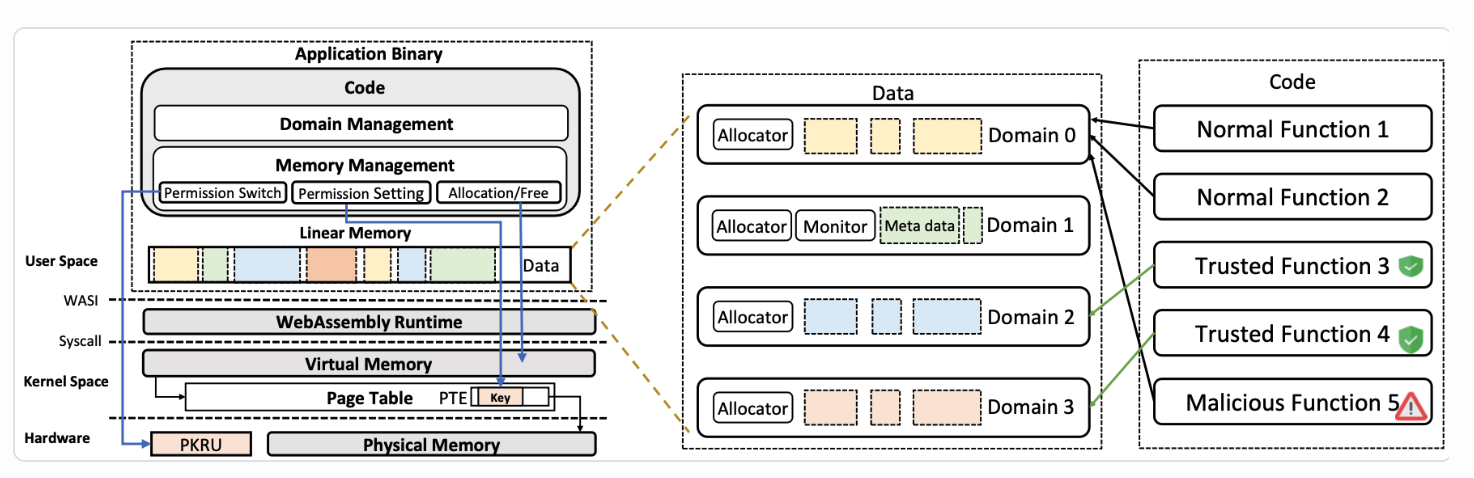 Application Binary
Code
Domain Management
Memory Management
Permission Switch
Permission Setting
Allocation/Free
Linear Memory
User Space
Data
WASI
WebAssembly Runtime
Syscall
Virtual Memory
Kernel Space
Page Table
PTE
Key
Hardware
PKRU
Physical Memory
Data
Allocator
Domain 0
Allocator
Monitor
Meta data
Domain 1
Allocator
Domain 2
Allocator
Domain 3
Code
Normal Function 1
Normal Function 2
Trusted Function 3
Trusted Function 4
Malicious Function 5